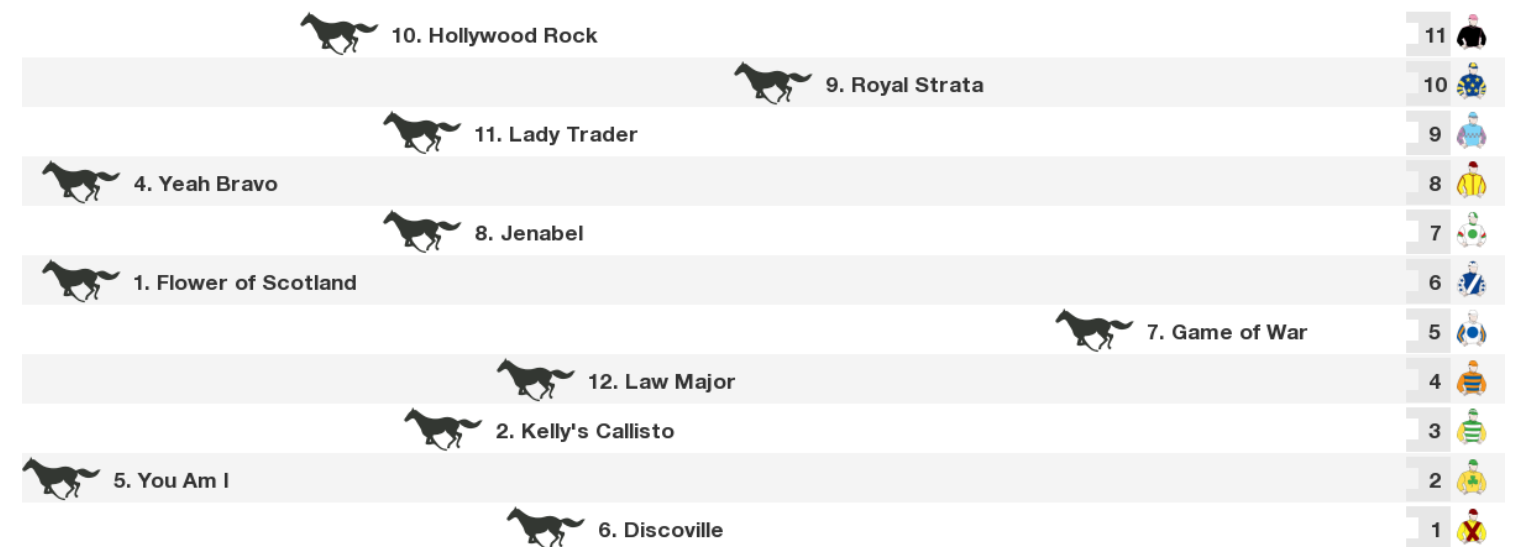 10. Hollywood Rock 11
9. Royal Strata 10
11. Lady Trader 9
4. Yeah Bravo 8
8. Jenabel 7
1. Flower of Scotland 6
7. Game of War 5
12. Law Major 4
2. Kelly's Callisto 3
5. You Am I 2
6. Discoville 1